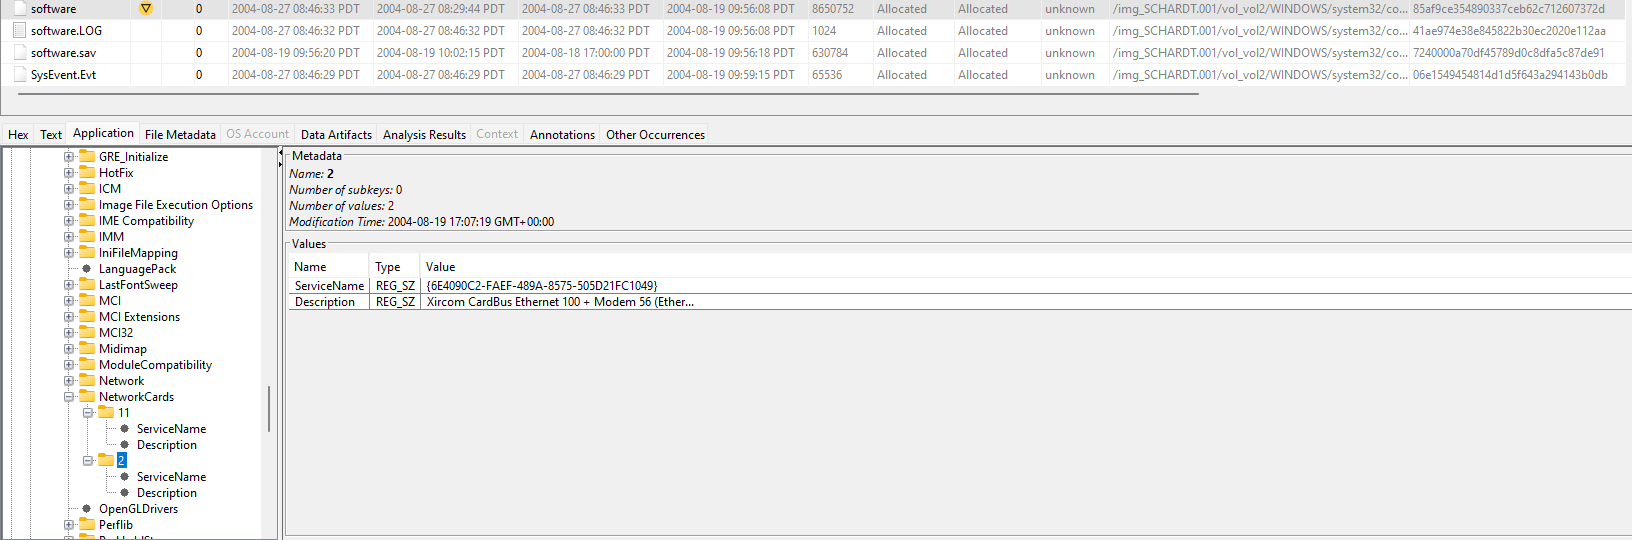 software 0 2004-08-27 08:46:33 PDT 2004-08-27 08:29:44 PDT 2004-08-27 08:46:33 PDT 2004-08-19 09:56:08 PDT 8650752 Allocated Allocated unknown /img_SCHARDT.001/vol_vol2/WINDOWS/system32/co... 85af9ce354890337ceb62c712607372d
software.LOG 0 2004-08-27 08:46:32 PDT 2004-08-27 08:46:32 PDT 2004-08-27 08:46:32 PDT 2004-08-19 09:56:08 PDT 1024 Allocated Allocated unknown /img_SCHARDT.001/vol_vol2/WINDOWS/system32/co... 41ae974e38e845822b30ec2020e112aa
software.sav 0 2004-08-19 09:56:20 PDT 2004-08-19 10:02:15 PDT 2004-08-18 17:00:00 PDT 2004-08-19 09:56:18 PDT 630784 Allocated Allocated unknown /img_SCHARDT.001/vol_vol2/WINDOWS/system32/co... 7240000a70df45789d0c8dfa5c87de91
SysEvent.Evt 0 2004-08-27 08:46:29 PDT 2004-08-27 08:46:29 PDT 2004-08-27 08:46:29 PDT 2004-08-19 09:59:15 PDT 65536 Allocated Allocated unknown /img_SCHARDT.001/vol_vol2/WINDOWS/system32/co... 06e1549454814d1d5f643a294143b0db
Hex Text Application File Metadata OS Account Data Artifacts Analysis Results Context Annotations Other Occurrences
GRE_Initialize
HotFix
ICM
Image File Execution Options
IME Compatibility
IMM
IniFileMapping
LanguagePack
LastFontSweep
MCI
MCI Extensions
MCI32
Midimap
ModuleCompatibility
Network
NetworkCards
11
ServiceName
Description
2
ServiceName
Description
OpenGLDrivers
Perflib
Metadata
Name: 2
Number of subkeys: 0
Number of values: 2
Modification Time: 2004-08-19 17:07:19 GMT+00:00
Values
Name Type Value
ServiceName REG_SZ {6E4090C2-FAEF-489A-8575-505D21FC1049}
Description REG_SZ Xircom CardBus Ethernet 100 + Modem 56 (Ether...